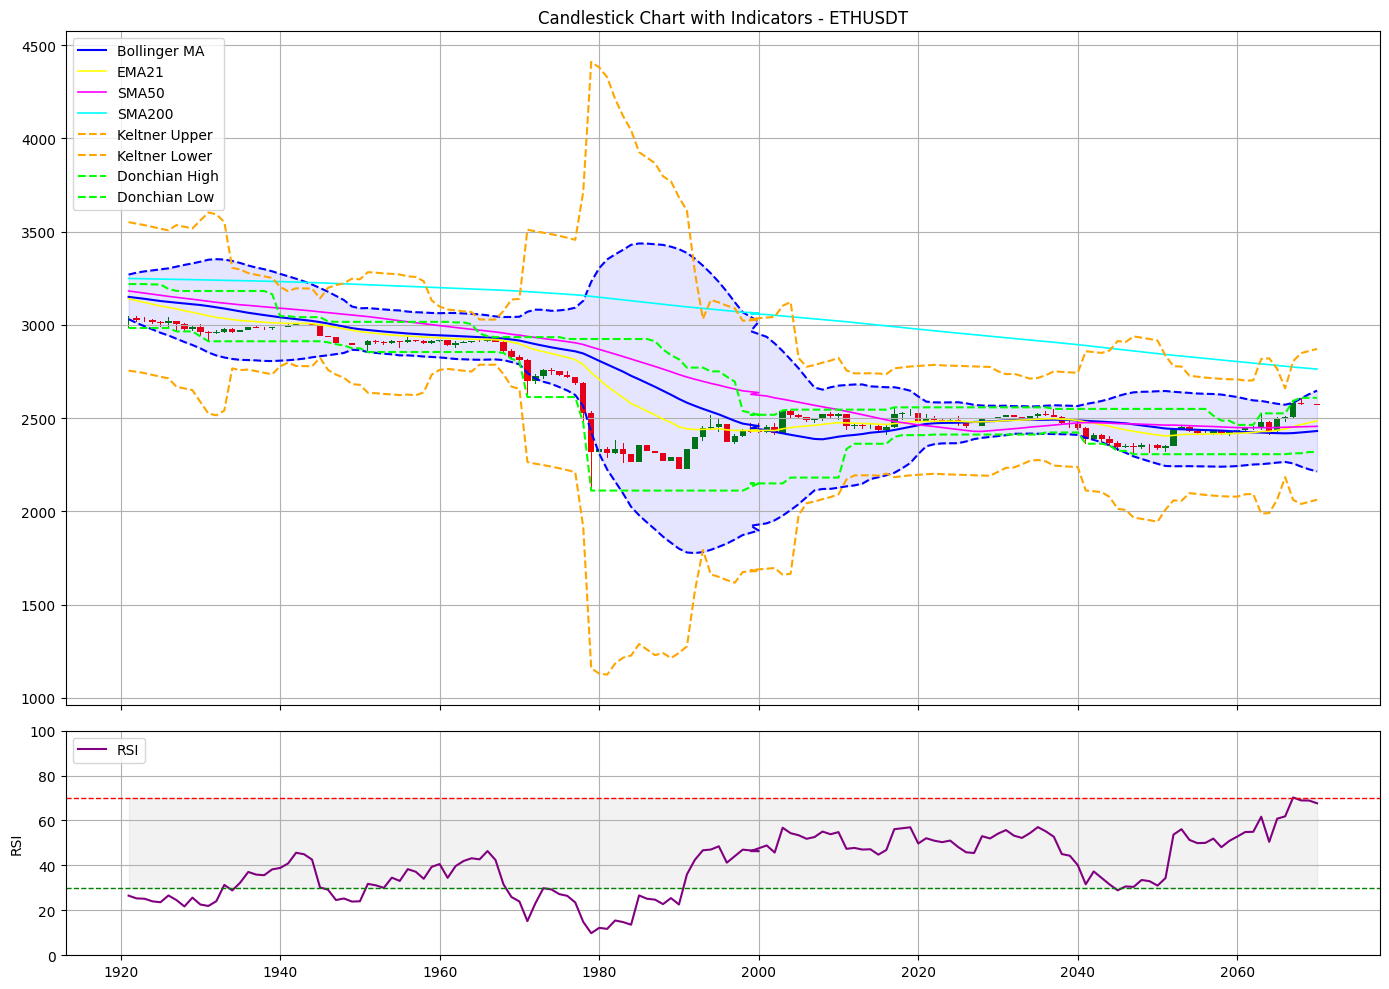 Candlestick Chart with Indicators - ETHUSDT
4500
4000
3500
3000
2500
2000
1500
1000
Bollinger MA
EMA21
SMA50
SMA200
Keltner Upper
Keltner Lower
Donchian High
Donchian Low
100
80
60
40
20
0
RSI
RSI
1920 1940 1960 1980 2000 2020 2040 2060